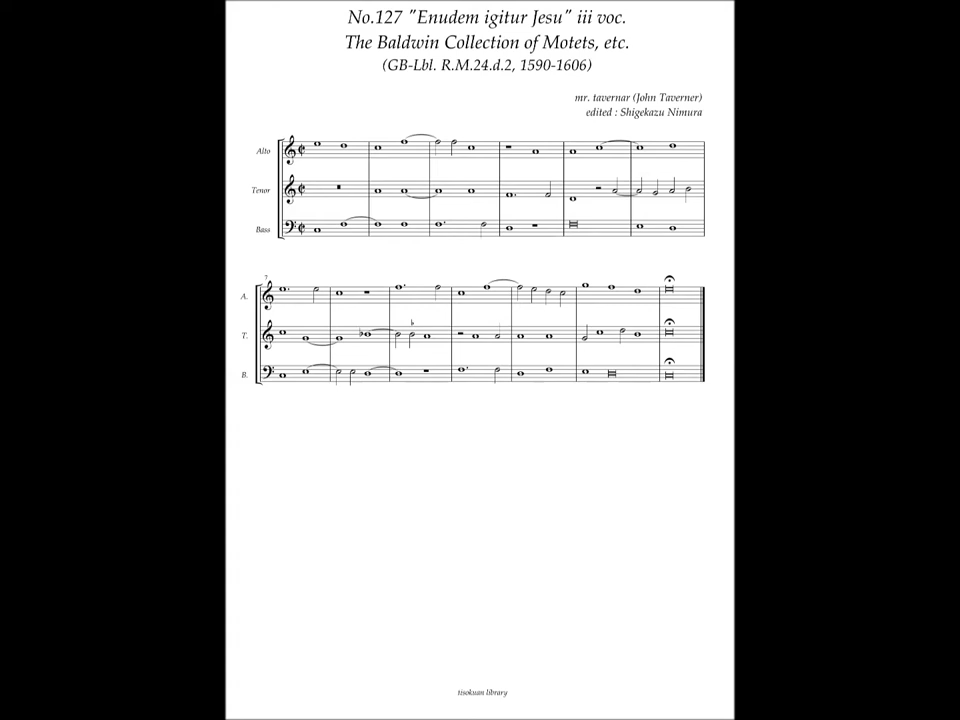 No.127 "Enudem igitur Jesu" iii voc.
The Baldwin Collection of Motets, etc.
(GB-Lbl. R.M.24.d.2, 1590-1606)
mr. tavernar (John Taverner)
edited : Shigekazu Nimura
Alto
Tenor
Bass
7
A.
T.
B.
tisokuan library